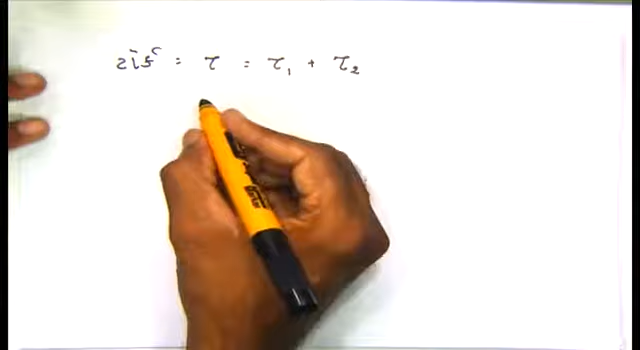 = τ = τ₁ + τ₂